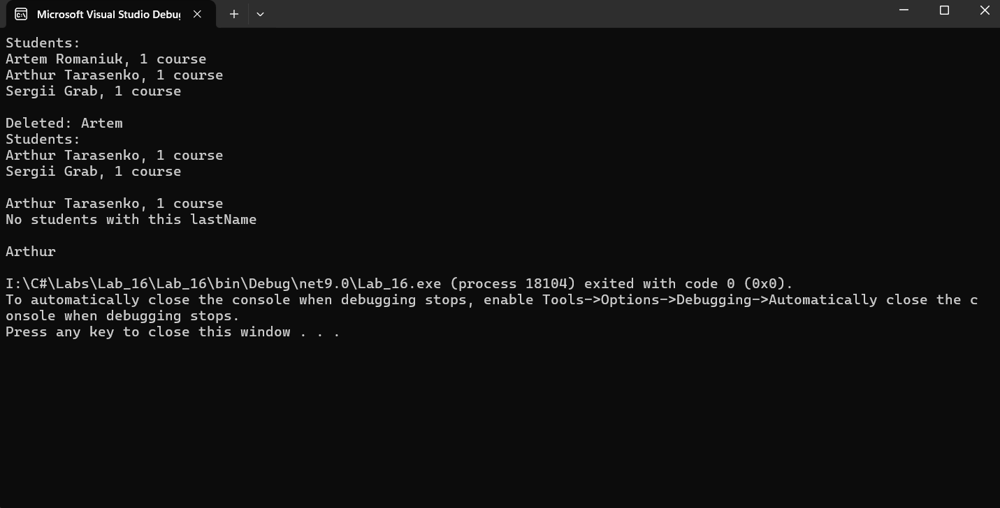 Microsoft Visual Studio Debug
Students:
Artem Romaniuk, 1 course
Arthur Tarasenko, 1 course
Sergii Grab, 1 course
Deleted: Artem
Students:
Arthur Tarasenko, 1 course
Sergii Grab, 1 course
Arthur Tarasenko, 1 course
No students with this lastName
Arthur
I:\C#\Labs\Lab_16\Lab_16\bin\Debug\net9.0\Lab_16.exe (process 18104) exited with code 0 (0x0).
To automatically close the console when debugging stops, enable Tools->Options->Debugging->Automatically close the c
onsole when debugging stops.
Press any key to close this window . . .